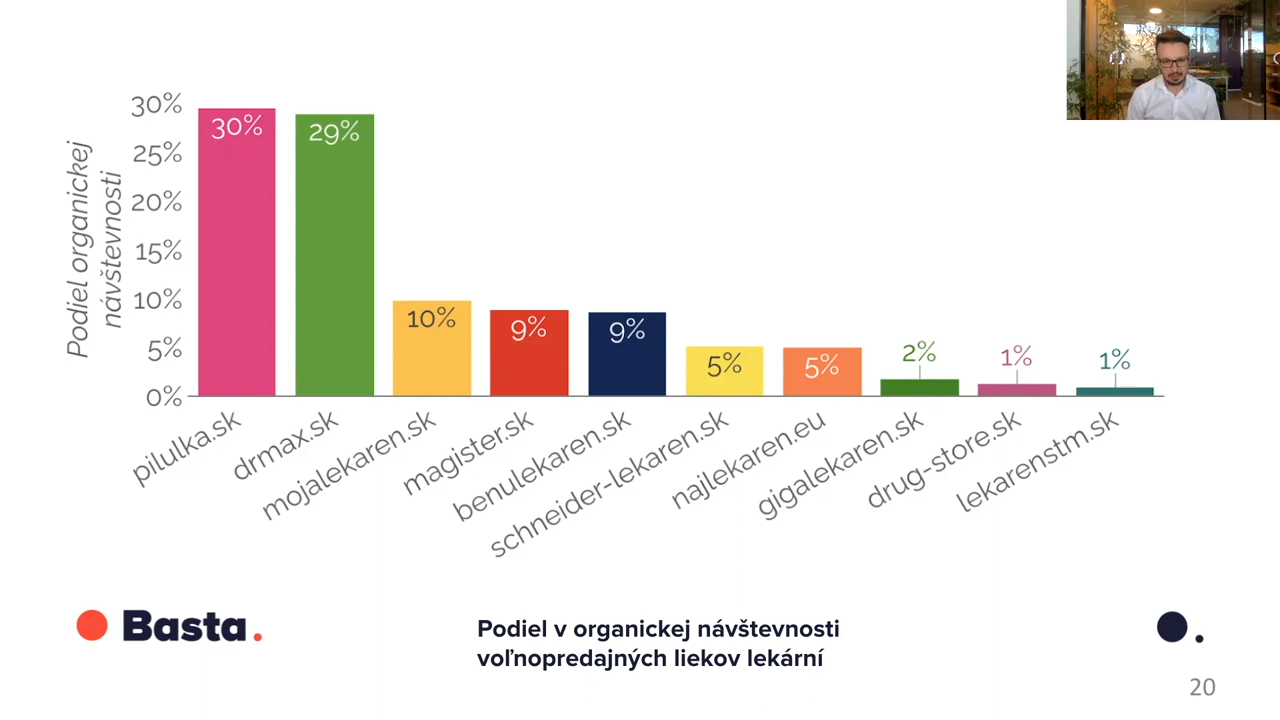 Podiel organickej
návštevnosti
30%
25%
20%
15%
10%
5%
0%
30%
29%
10%
9%
9%
5%
5%
2%
1%
1%
pilulka.sk
drmax.sk
mojalekaren.sk
magister.sk
benulekaren.sk
schneider-lekaren.sk
najlekaren.eu
gigalekaren.sk
drug-store.sk
lekarenstm.sk
Basta.
Podiel v organickej návštevnosti
voľnopredajných liekov lekární
20